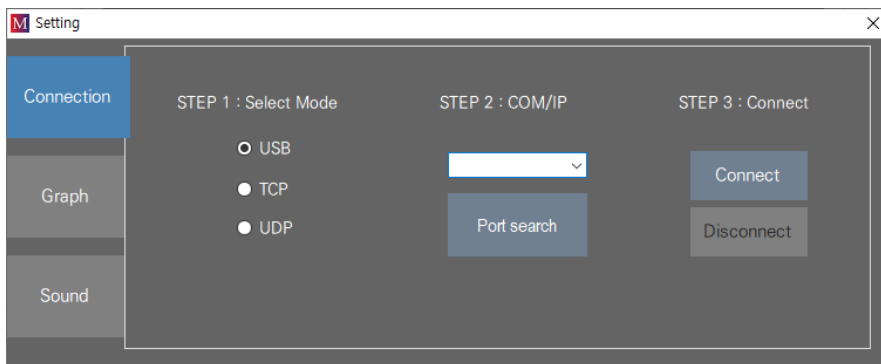 M Setting
Connection
Graph
Sound
STEP 1 : Select Mode
USB
TCP
UDP
STEP 2 : COM/IP
Port search
STEP 3 : Connect
Connect
Disconnect